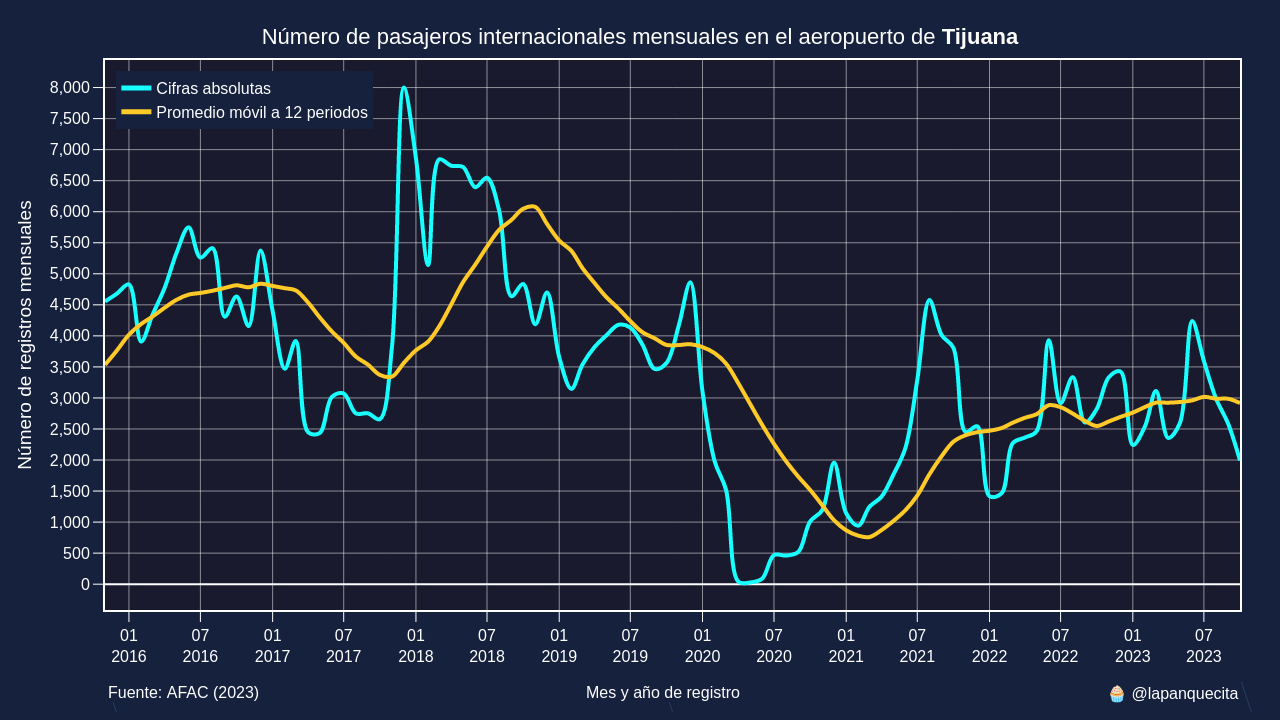 Número de pasajeros internacionales mensuales en el aeropuerto de Tijuana
Cifras absolutas
Promedio móvil a 12 periodos
Número de registros mensuales
8,000
7,500
7,000
6,500
6,000
5,500
5,000
4,500
4,000
3,500
3,000
2,500
2,000
1,500
1,000
500
0
01 07 01 07 01 07 01 07 01 07 01 07 01 07 01 07
2016 2016 2017 2017 2018 2018 2019 2019 2020 2020 2021 2021 2022 2022 2023 2023
Fuente: AFAC (2023) Mes y año de registro 🧁 @lapanquecita